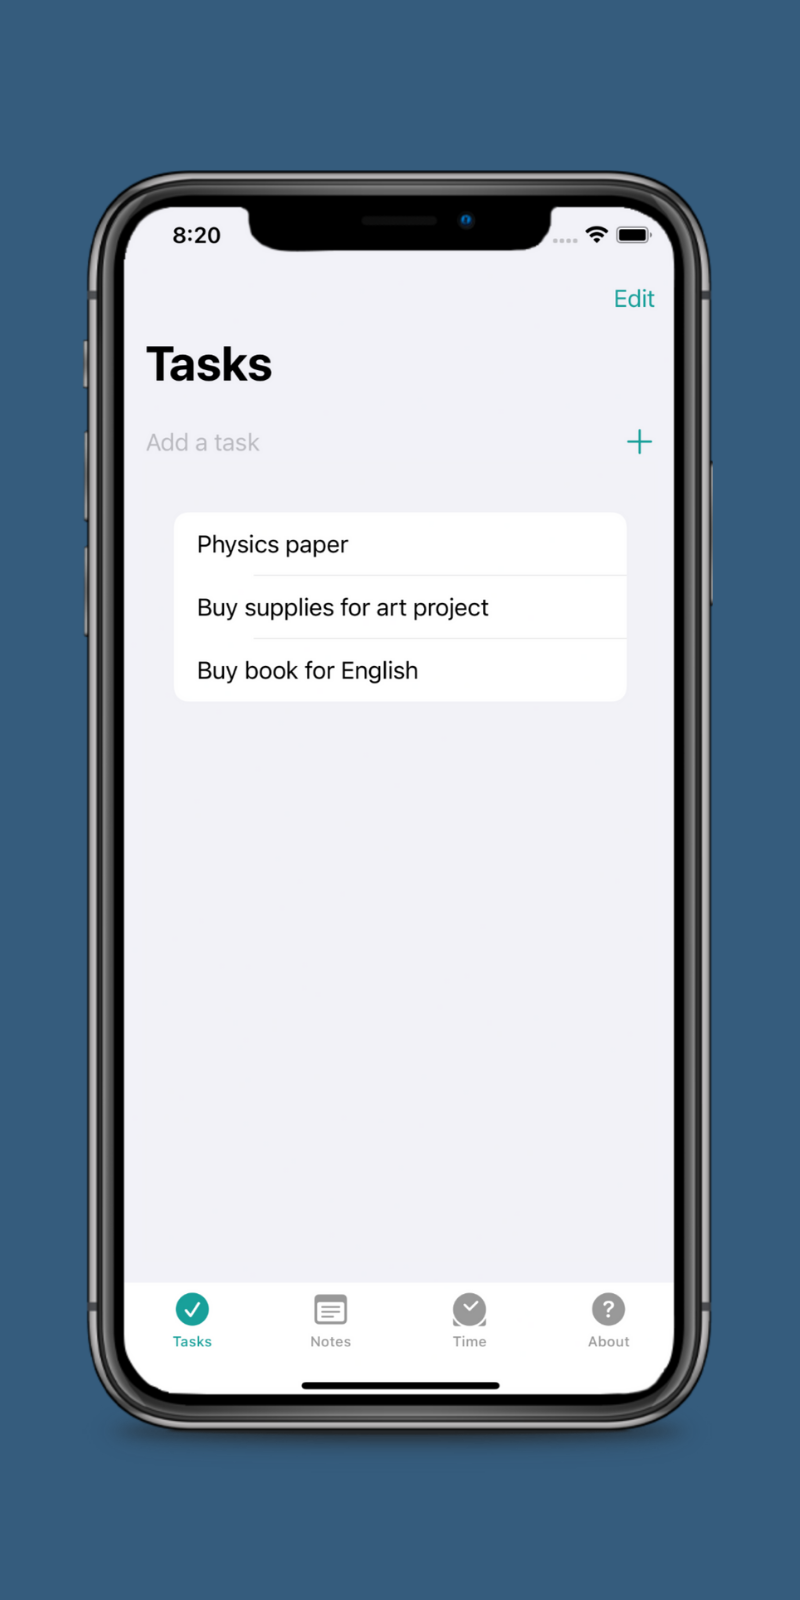 8:20
Edit
Tasks
Add a task
Physics paper
Buy supplies for art project
Buy book for English
Tasks
Notes
Time
?
About